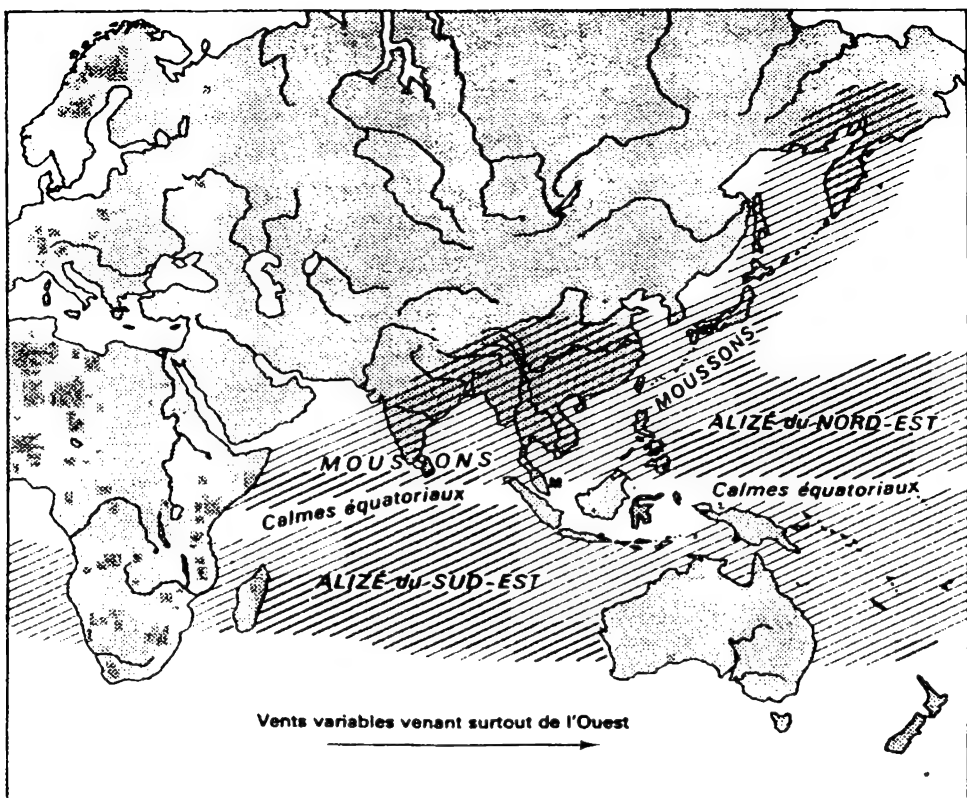 MOUSSONS
ALIZÉ du NORD-EST
MOUSSONS
Calmes équatoriaux
Calmes équatoriaux
M
ALIZÉ du SUD-EST
Vents variables venant surtout de l'Ouest